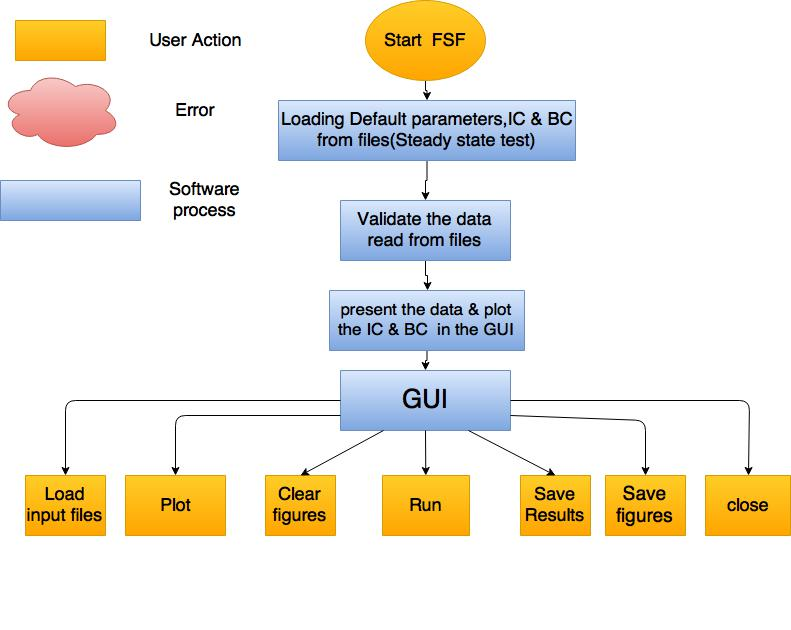 User Action
Start FSF
Error
Loading Default parameters,IC & BC
from files(Steady state test)
Software
process
Validate the data
read from files
present the data & plot
the IC & BC in the GUI
GUI
Load
input files
Plot
Clear
figures
Run
Save
Results
Save
figures
close